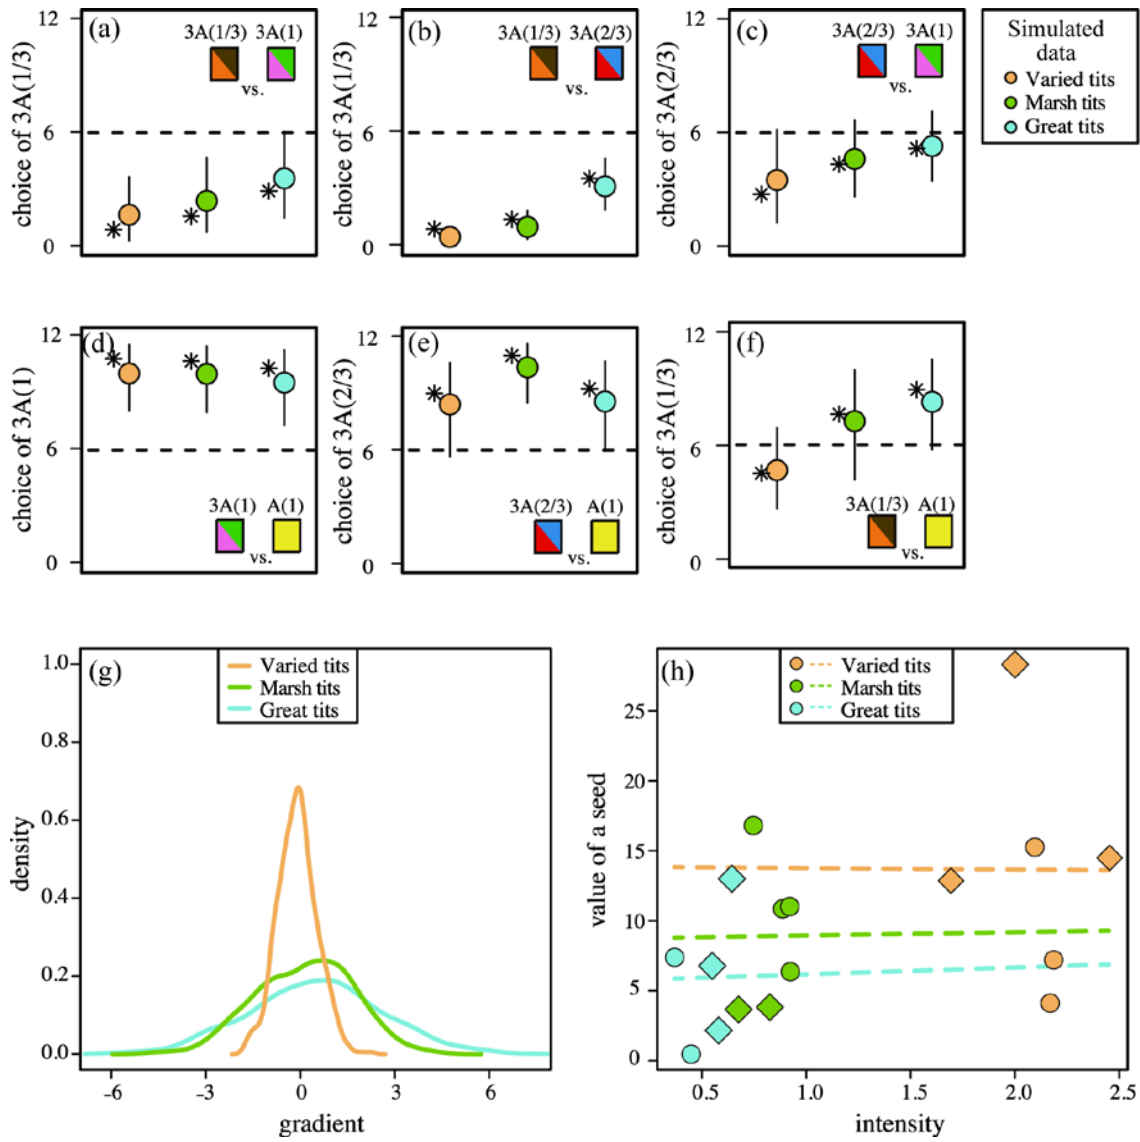 (a)
3A(1/3) 3A(1)
vs.
choice of 3A(1/3)
12
6
0
(b)
3A(1/3) 3A(2/3)
vs.
choice of 3A(1/3)
12
6
0
(c)
3A(2/3) 3A(1)
vs.
choice of 3A(2/3)
12
6
0
Simulated
data
Varied tits
Marsh tits
Great tits
(d)
3A(1) A(1)
vs.
choice of 3A(1)
12
6
0
(e)
3A(2/3) A(1)
vs.
choice of 3A(2/3)
12
6
0
(f)
3A(1/3) A(1)
vs.
choice of 3A(1/3)
12
6
0
(g)
Varied tits
Marsh tits
Great tits
density
1.0
0.8
0.6
0.4
0.2
0.0
-6 -3 0 3 6
gradient
(h)
Varied tits
Marsh tits
Great tits
value of a seed
25
20
15
10
5
0
0.5 1.0 1.5 2.0 2.5
intensity